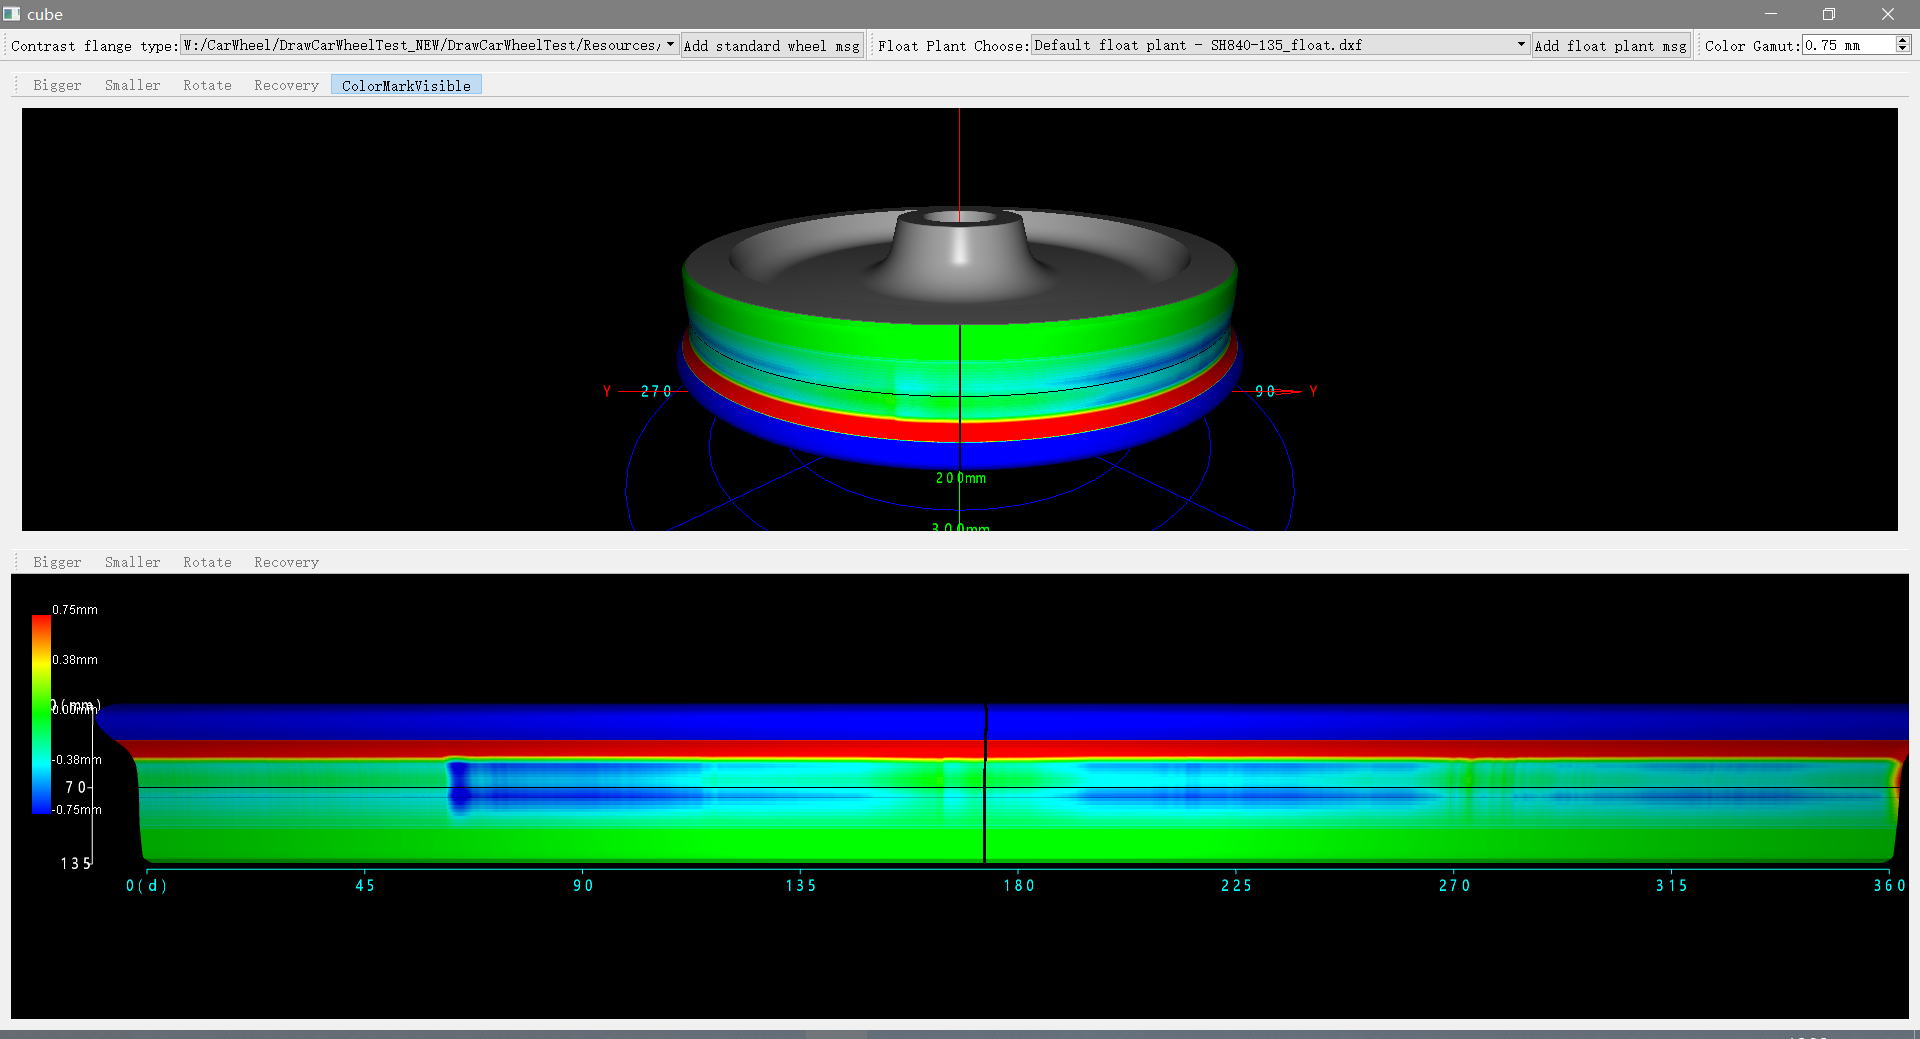 cube
Contrast flange type: W:/CarWheel/DrawCarWheelTest_NEW/DrawCarWheelTest/Resources, Add standard wheel msg Float Plant Choose: Default float plant - SH840-135_float.dxf Add float plant msg Color Gamut: 0.75 mm
Bigger Smaller Rotate Recovery ColorMarkVisible
Y 270 90 Y
200mm
300mm
Bigger Smaller Rotate Recovery
0.75mm
0.38mm
0(mm)
0.00mm
-0.38mm
70
-0.75mm
135
0(d) 45 90 135 180 225 270 315 360